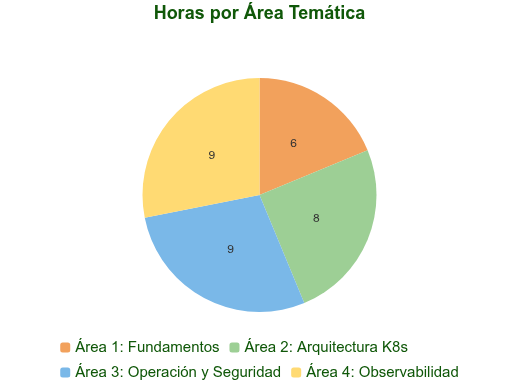 Horas por Área Temática
6
9
8
9
Área 1: Fundamentos Área 2: Arquitectura K8s
Área 3: Operación y Seguridad Área 4: Observabilidad